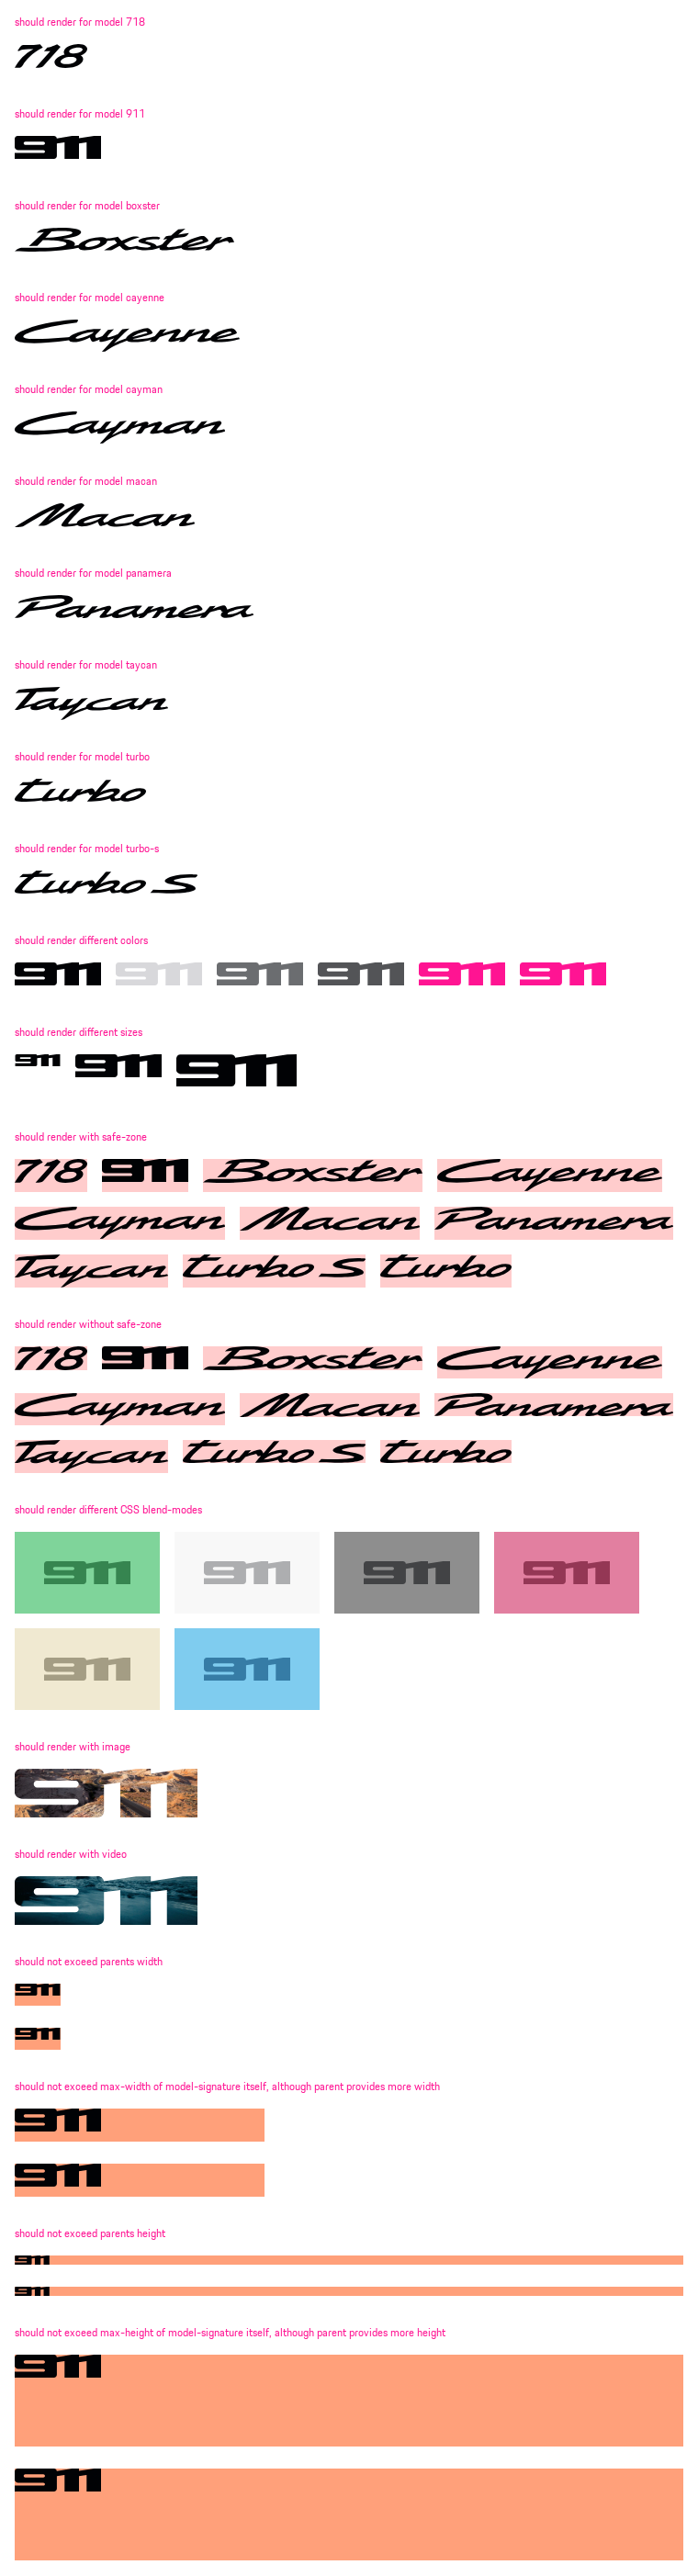 should render for model 718
718
should render for model 911
911
should render for model boxster
Boxster
should render for model cayenne
Cayenne
should render for model cayman
Cayman
should render for model macan
Macan
should render for model panamera
Panamera
should render for model taycan
Taycan
should render for model turbo
turbo
should render for model turbo-s
turbo S
should render different colors
911 911 911 911 911 911
should render different sizes
911 911 911
should render with safe-zone
718 911 Boxster Cayenne
Cayman Macan Panamera
Taycan turbo S turbo
should render without safe-zone
718 911 Boxster Cayenne
Cayman Macan Panamera
Taycan turbo S turbo
should render different CSS blend-modes
911 911 911 911
911 911
should render with image
911
should render with video
911
should not exceed parents width
911
911
should not exceed max-width of model-signature itself, although parent provides more width
911
911
should not exceed parents height
911
911
should not exceed max-height of model-signature itself, although parent provides more height
911
911